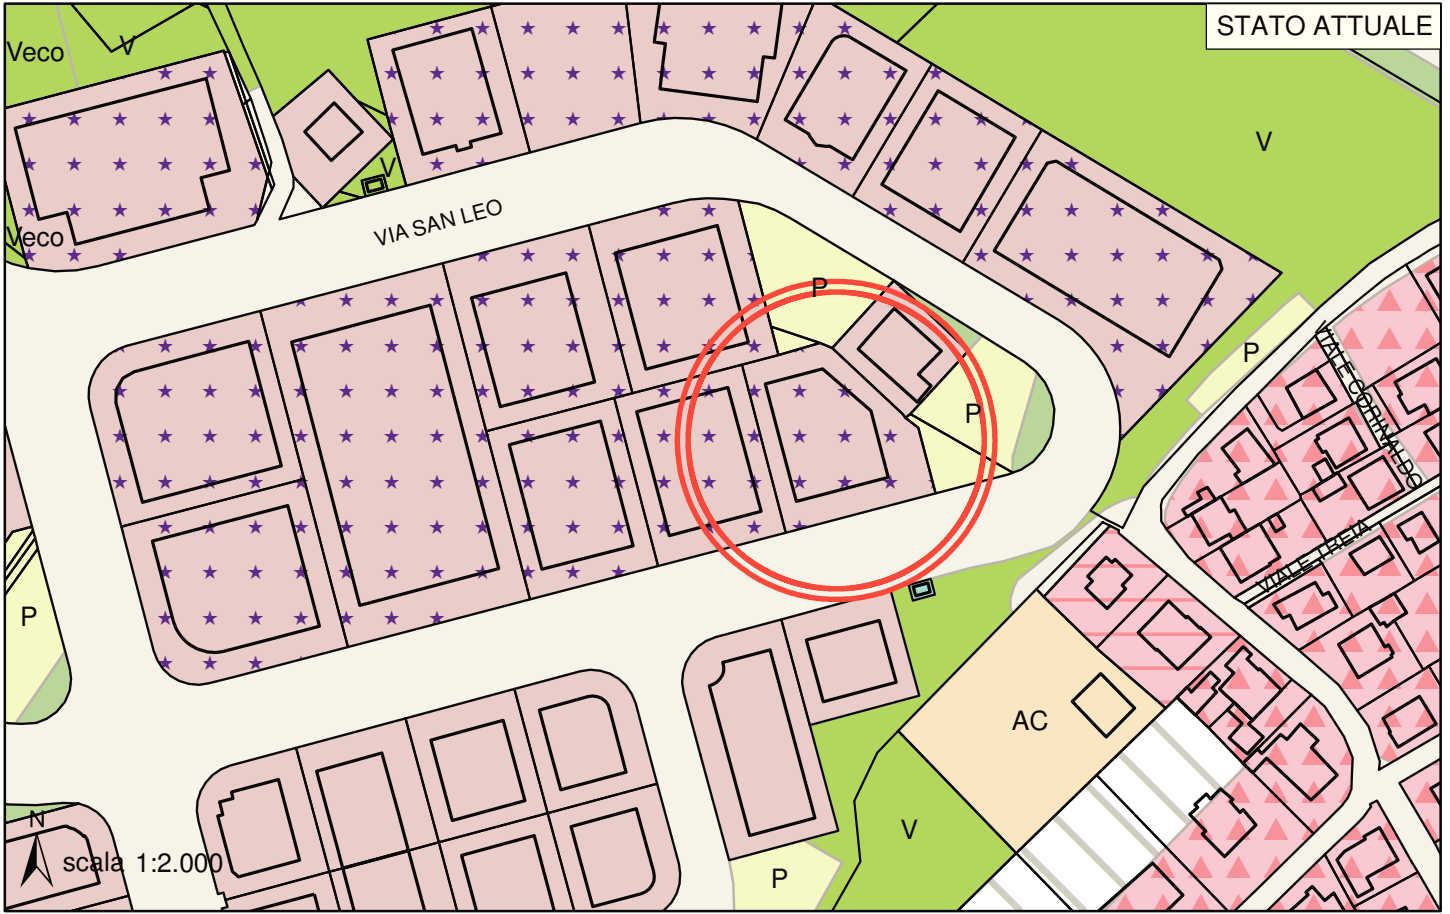 STATO ATTUALE
Veco
V
V
V
VIA SAN LEO
Veco
P
P
VIALE CORINALDO
P
VIALE TREIA
P
AC
V
N
scala 1:2.000
P